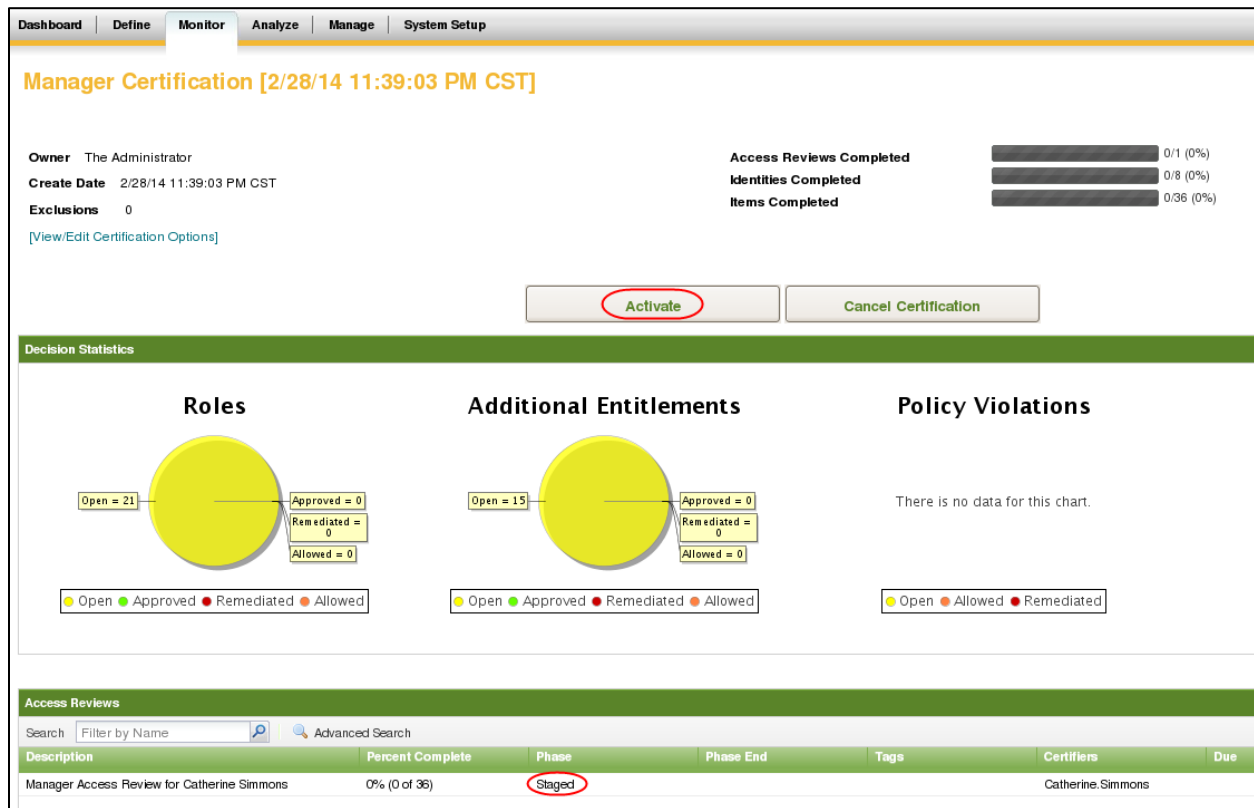 Dashboard Define Monitor Analyze Manage System Setup
Manager Certification [2/28/14 11:39:03 PM CST]
Owner The Administrator
Create Date 2/28/14 11:39:03 PM CST
Exclusions 0
[View/Edit Certification Options]
Access Reviews Completed 0/1 (0%)
Identities Completed 0/8 (0%)
Items Completed 0/36 (0%)
Activate Cancel Certification
Decision Statistics
Roles
Open = 21
Approved = 0
Remediated =
0
Allowed = 0
Open Approved Remediated Allowed
Additional Entitlements
Open = 15
Approved = 0
Remediated =
0
Allowed = 0
Open Approved Remediated Allowed
Policy Violations
There is no data for this chart.
Open Allowed Remediated
Access Reviews
Search Filter by Name Advanced Search
Description Percent Complete Phase Phase End Tags Certifiers Due
Manager Access Review for Catherine Simmons 0% (0 of 36) Staged Catherine.Simmons